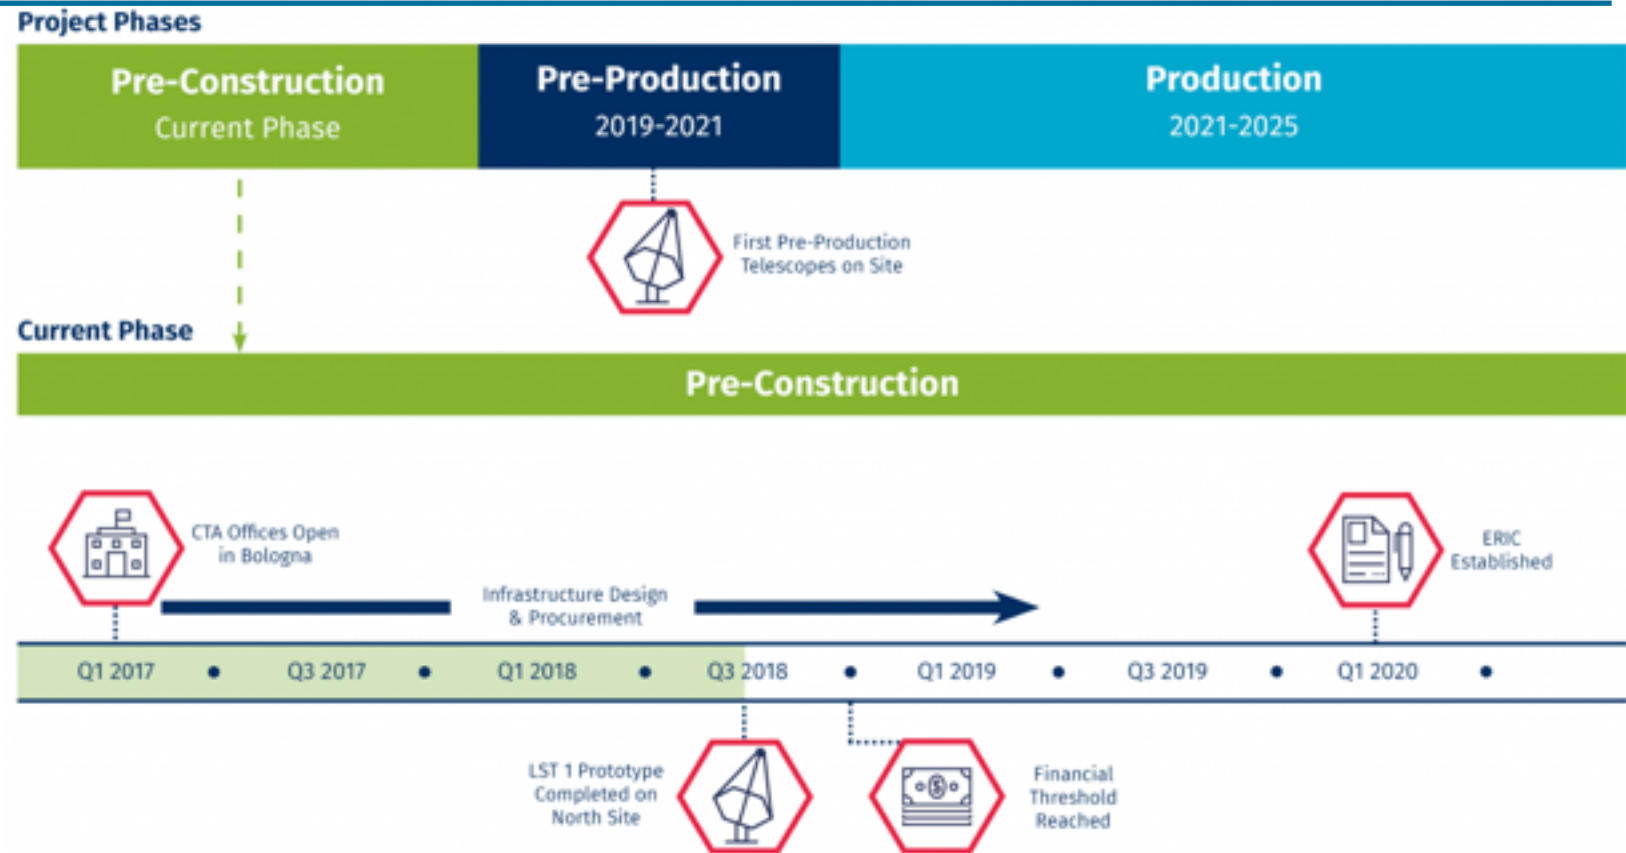 Project Phases
Pre-Construction
Current Phase
Pre-Production
2019-2021
Production
2021-2025
First Pre-Production
Telescopes on Site
Current Phase
Pre-Construction
CTA Offices Open
in Bologna
Infrastructure Design
& Procurement
ERIC
Established
Q1 2017 • Q3 2017 • Q1 2018 • Q3 2018 • Q1 2019 • Q3 2019 • Q1 2020 •
LST 1 Prototype
Completed on
North Site
$
Financial
Threshold
Reached